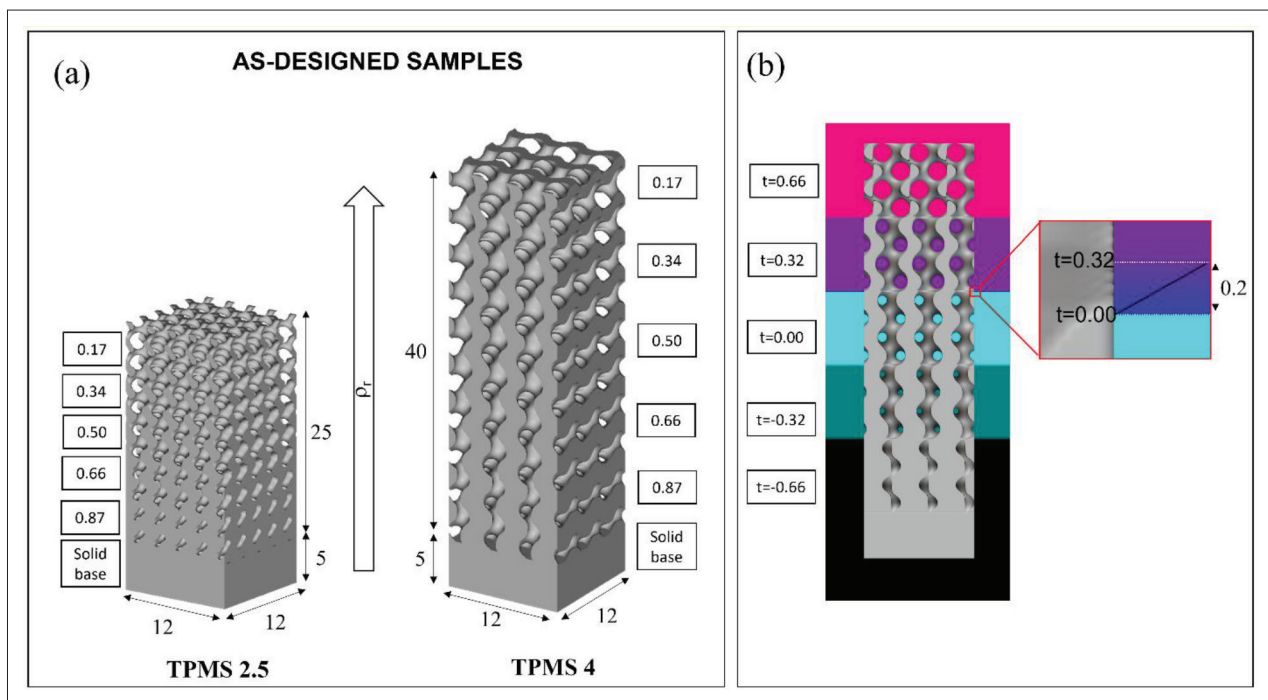 (a)
AS-DESIGNED SAMPLES
0.17
0.34
0.50
0.66
0.87
Solid
base
25
5
12
12
TPMS 2.5
ρr
40
5
12
12
0.17
0.34
0.50
0.66
0.87
Solid
base
TPMS 4
(b)
t=0.66
t=0.32
t=0.00
t=-0.32
t=-0.66
t=0.32
t=0.00
0.2